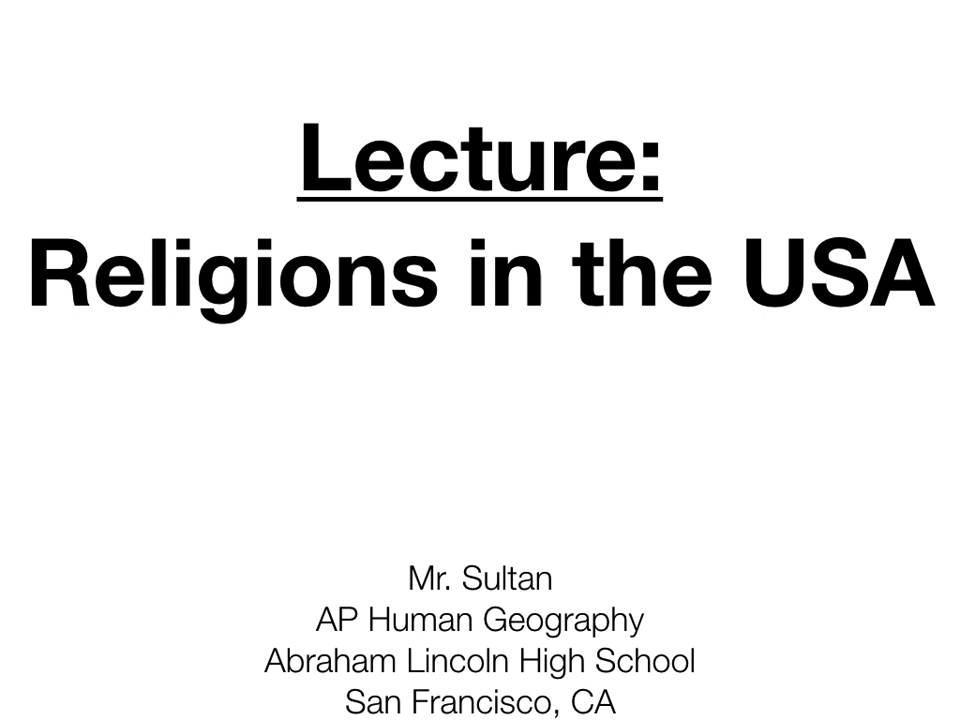 Lecture:
Religions in the USA
Mr. Sultan
AP Human Geography
Abraham Lincoln High School
San Francisco, CA